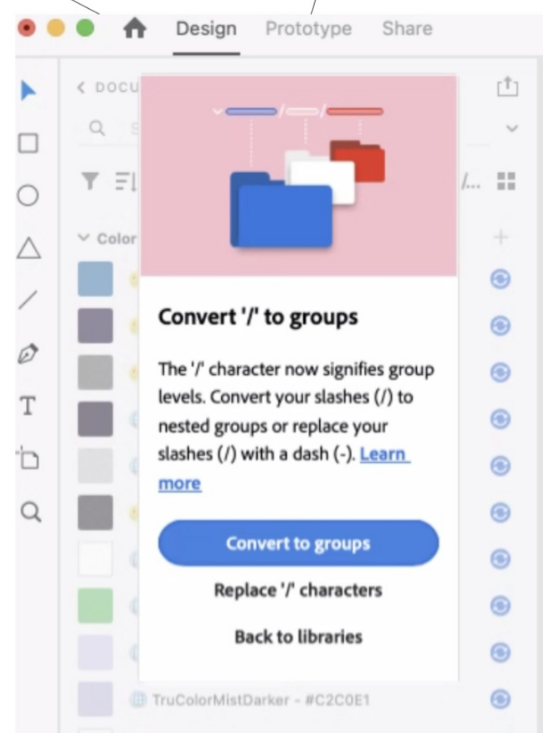 Design Prototype Share
DOCU
S
/...
Color
Convert '/' to groups
The '/' character now signifies group
levels. Convert your slashes (/) to
nested groups or replace your
slashes (/) with a dash (-). Learn
more
Convert to groups
Replace '/' characters
Back to libraries
TruColorMistDarker - #C2C0E1